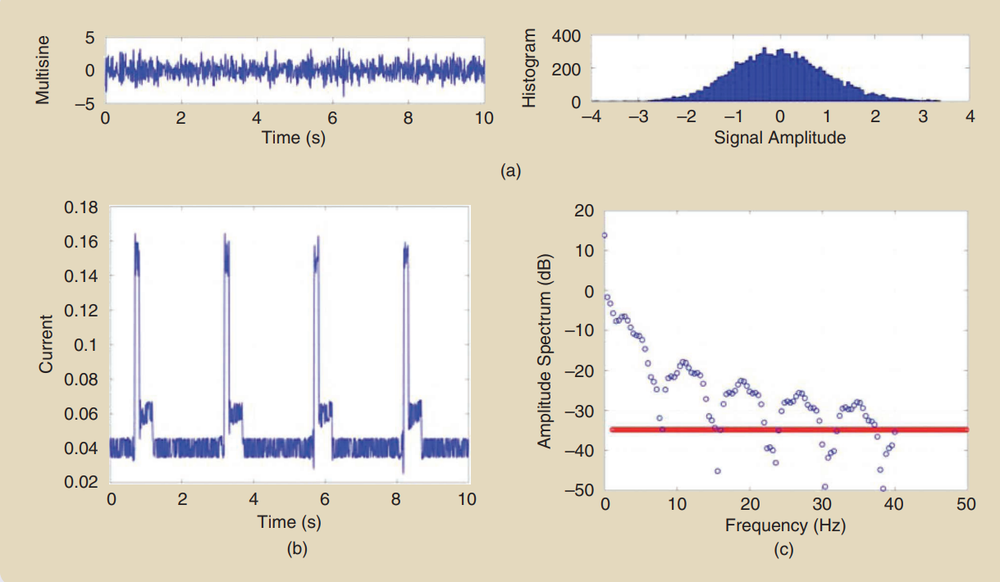 Multisine
5
0
–5
0 2 4 6 8 10
Time (s)
Histogram
400
200
0
–4 –3 –2 –1 0 1 2 3 4
Signal Amplitude
(a)
Current
0.18
0.16
0.14
0.12
0.1
0.08
0.06
0.04
0.02
0 2 4 6 8 10
Time (s)
(b)
Amplitude Spectrum (dB)
20
10
0
–10
–20
–30
–40
–50
0 10 20 30 40 50
Frequency (Hz)
(c)